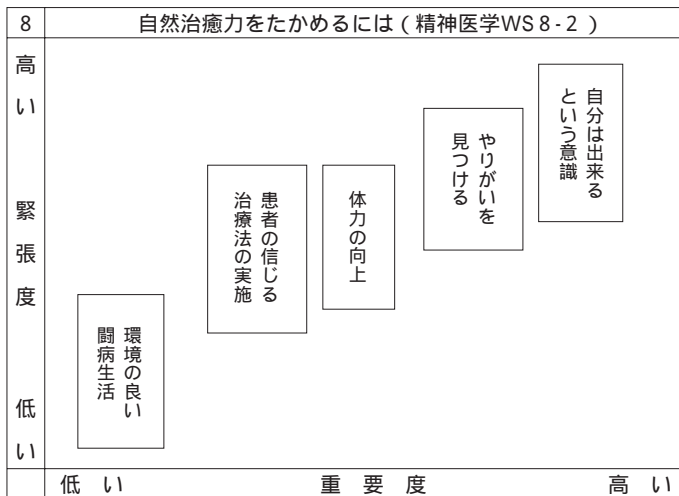 8
自然治癒力をたかめるには(精神医学WS8-2)
高い 緊張度 低い
自分は出来る
という意識
やりがいを
見つける
体力の向上
患者の信じる
治療法の実施
環境の良い
闘病生活
低い 重要度 高い